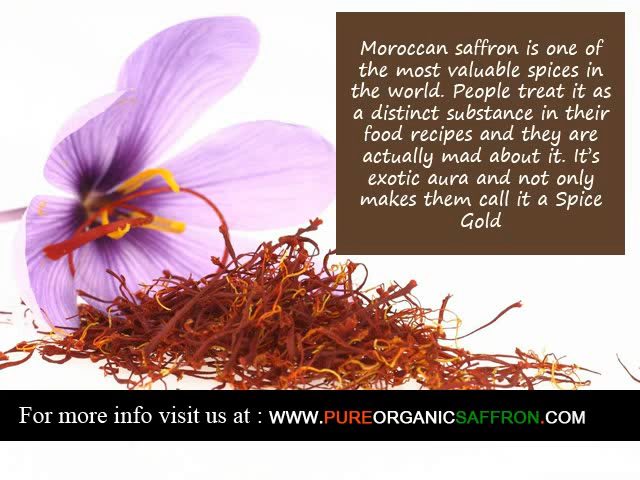 Moroccan saffron is one of
the most valuable spices in
the world. People treat it as
a distinct substance in their
food recipes and they are
actually mad about it. It's
exotic aura and not only
makes them call it a Spice
Gold
For more info visit us at : WWW.PUREORGANICSAFFRON.COM